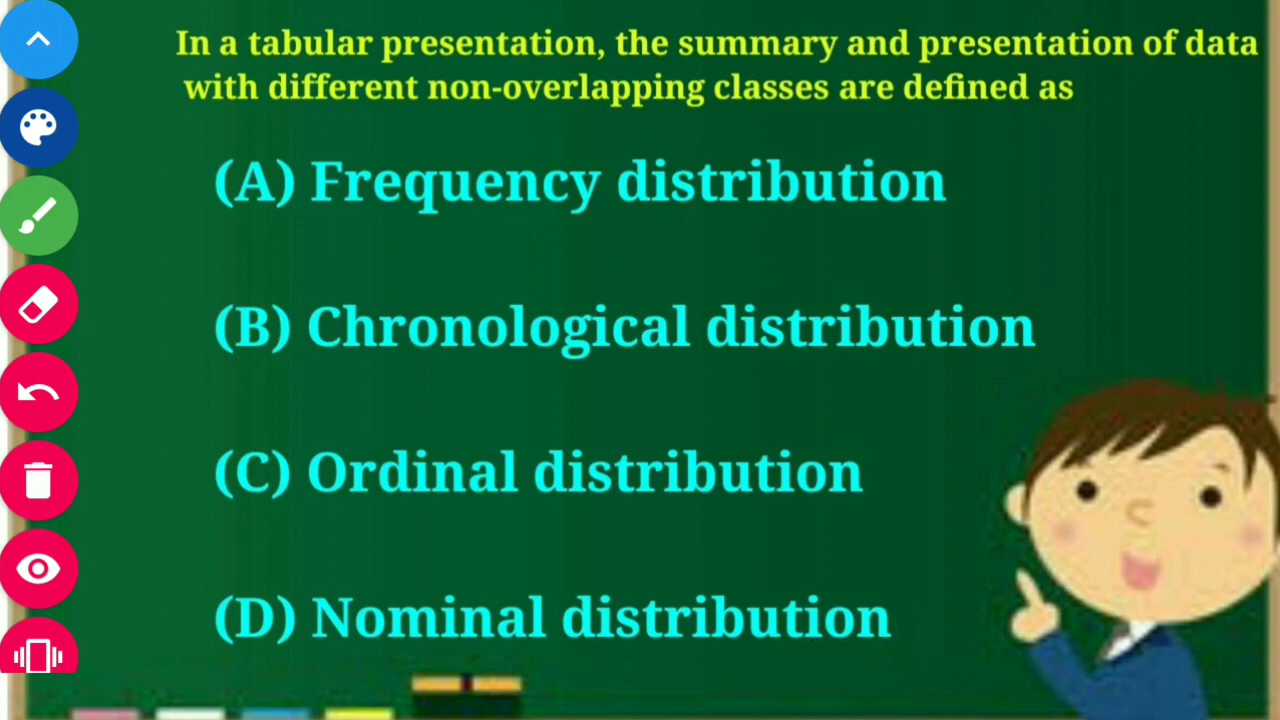 In a tabular presentation, the summary and presentation of data
with different non-overlapping classes are defined as
(A) Frequency distribution
(B) Chronological distribution
(C) Ordinal distribution
(D) Nominal distribution